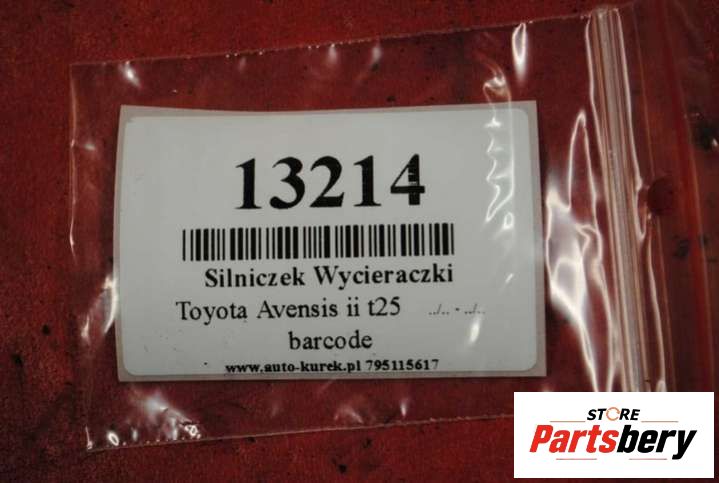 13214
Silniczek Wycieraczki
Toyota Avensis ii t25 ../.. - ../..
barcode
www.auto-kurek.pl 795115617
STORE
Partsbery